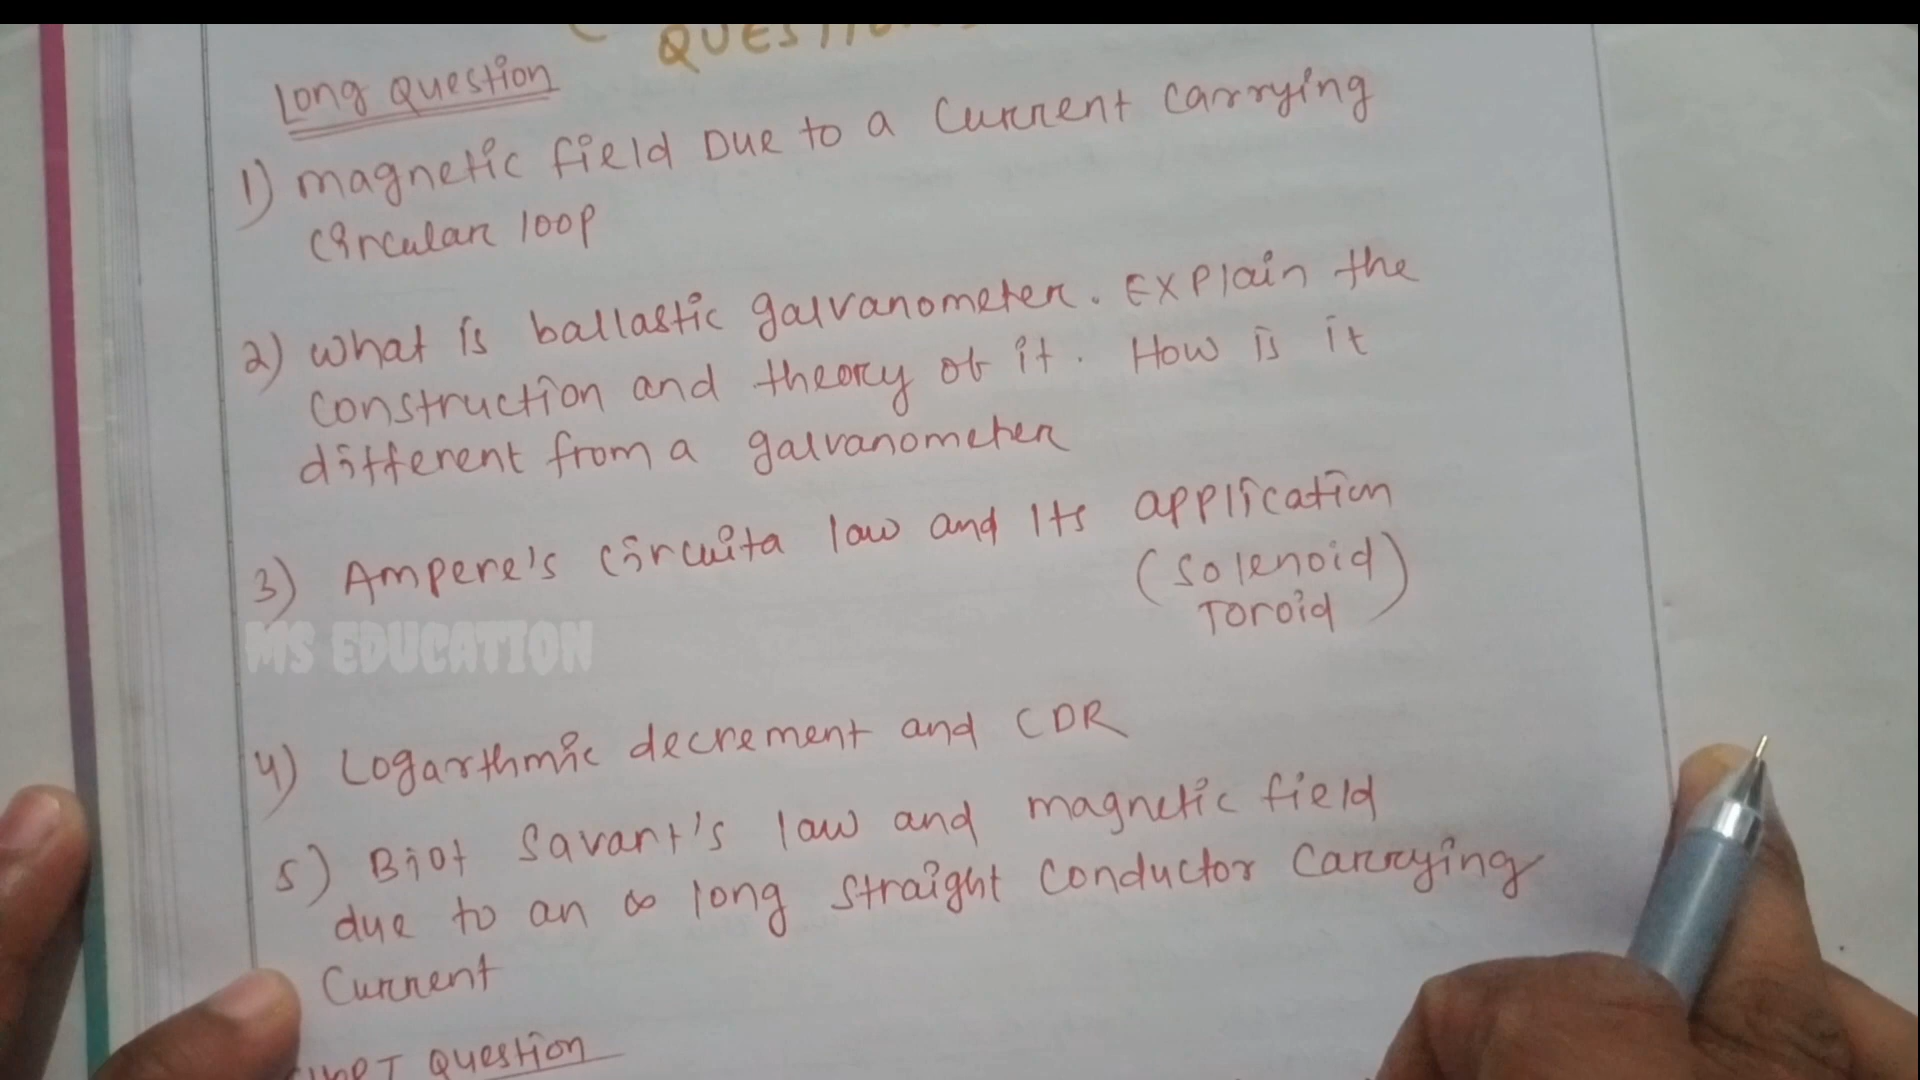 QUESTION
Long Question
1) magnetic field Due to a Current carrying
circular loop
2) what is ballastic galvanometer. Explain the
construction and theory of it. How is it
different from a galvanometer
3) Ampere's circuita law and Its application
(Solenoid)
Toroid
MS EDUCATION
4) Logarthmic decrement and CDR
5) Biot Savart's law and magnetic field
due to an ∞ long straight conductor Carrying
Current
SHORT Question